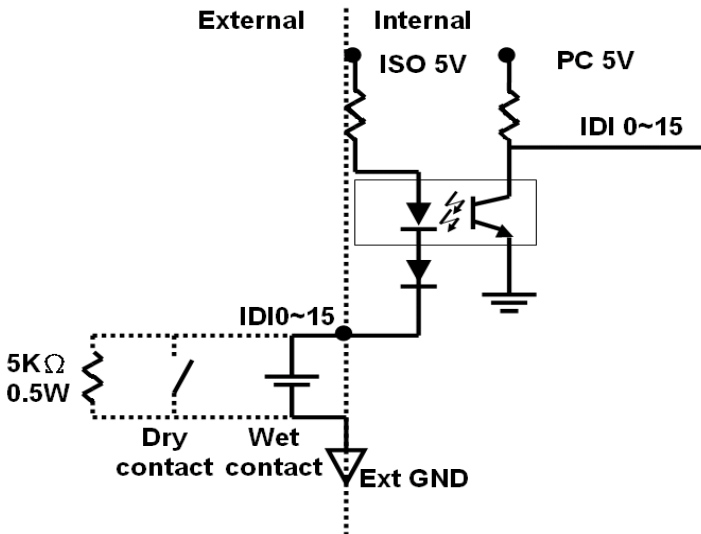 External Internal
ISO 5V PC 5V
IDI 0~15
IDI0~15
5KΩ
0.5W
Dry contact
Wet contact
Ext GND